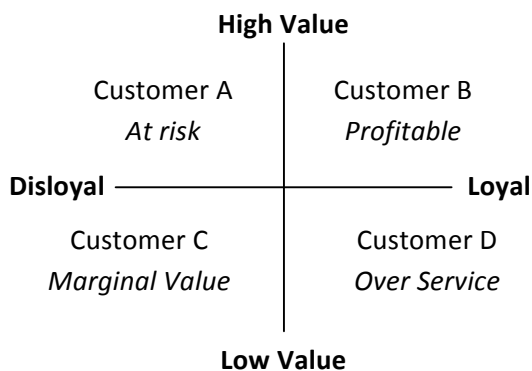 High Value
Customer A
At risk
Customer B
Profitable
Disloyal
Loyal
Customer C
Marginal Value
Customer D
Over Service
Low Value